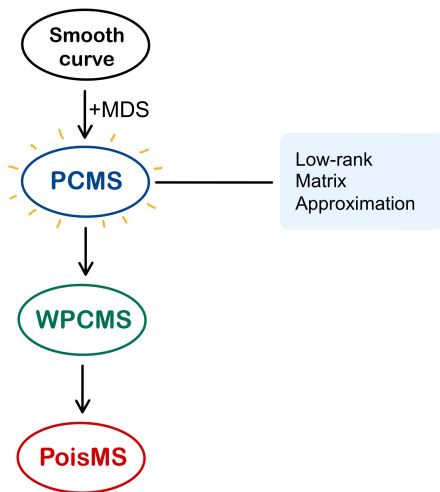 Smooth
curve
+MDS
PCMS
Low-rank
Matrix
Approximation
WPCMS
PoisMS